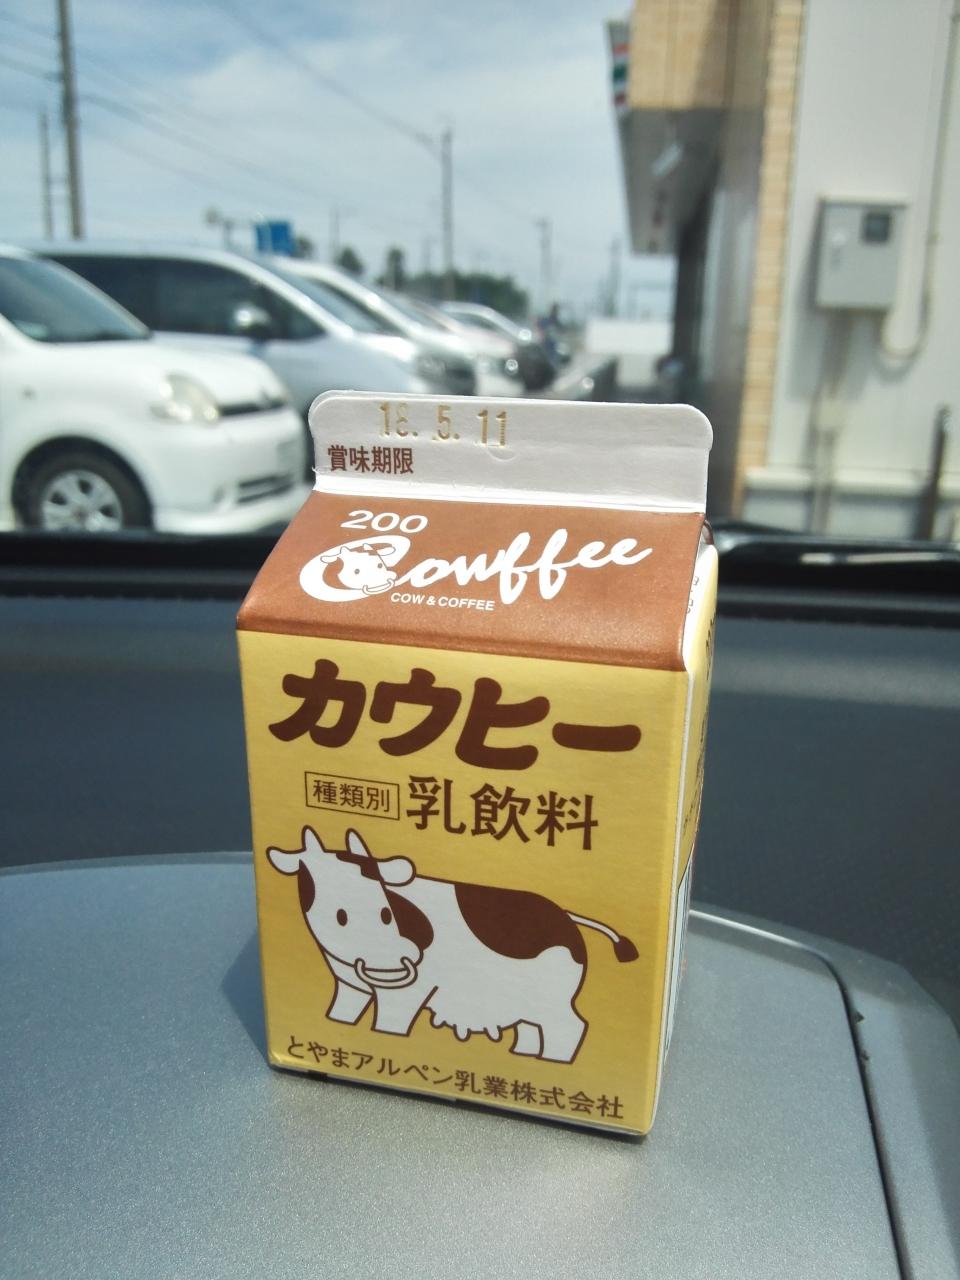 18. 5. 11
賞味期限
200
Cowffee
COW & COFFEE
カウヒー
種類別 乳飲料
とやまアルペン乳業株式会社